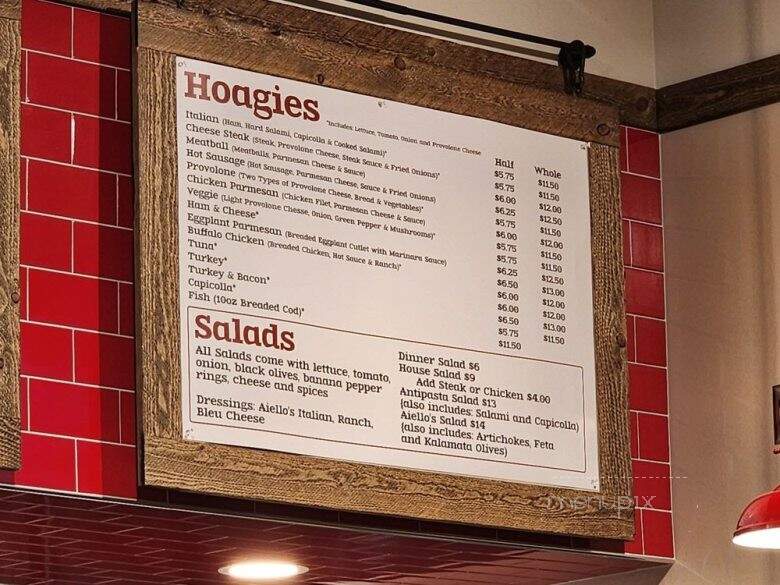 Hoagies *Includes: Lettuce, Tomato, Onion and Provolone Cheese
Half Whole
Italian (Ham, Hard Salami, Capicolla & Cooked Salami)* $5.75 $11.50
Cheese Steak (Steak, Provolone Cheese, Steak Sauce & Fried Onions)* $5.75 $11.50
Meatball (Meatballs, Parmesan Cheese & Sauce) $6.00 $12.00
Hot Sausage (Hot Sausage, Parmesan Cheese, Sauce & Fried Onions) $6.25 $12.50
Provolone (Two Types of Provolone Cheese, Bread & Vegetables)* $5.75 $11.50
Chicken Parmesan (Chicken Filet, Parmesan Cheese & Sauce) $6.00 $12.00
Veggie (Light Provolone Cheese, Onion, Green Pepper & Mushrooms)* $5.75 $11.50
Ham & Cheese* $5.75 $11.50
Eggplant Parmesan (Breaded Eggplant Cutlet with Marinara Sauce) $6.25 $12.50
Buffalo Chicken (Breaded Chicken, Hot Sauce & Ranch)* $6.50 $13.00
Tuna* $6.00 $12.00
Turkey* $6.00 $12.00
Turkey & Bacon* $6.50 $13.00
Capicolla* $5.75 $11.50
Fish (10oz Breaded Cod)* $11.50
Salads
All Salads come with lettuce, tomato,
onion, black olives, banana pepper
rings, cheese and spices
Dressings: Aiello's Italian, Ranch,
Bleu Cheese
Dinner Salad $6
House Salad $9
Add Steak or Chicken $4.00
Antipasta Salad $13
(also includes: Salami and Capicolla)
Aiello's Salad $14
(also includes: Artichokes, Feta
and Kalamata Olives)
menupix